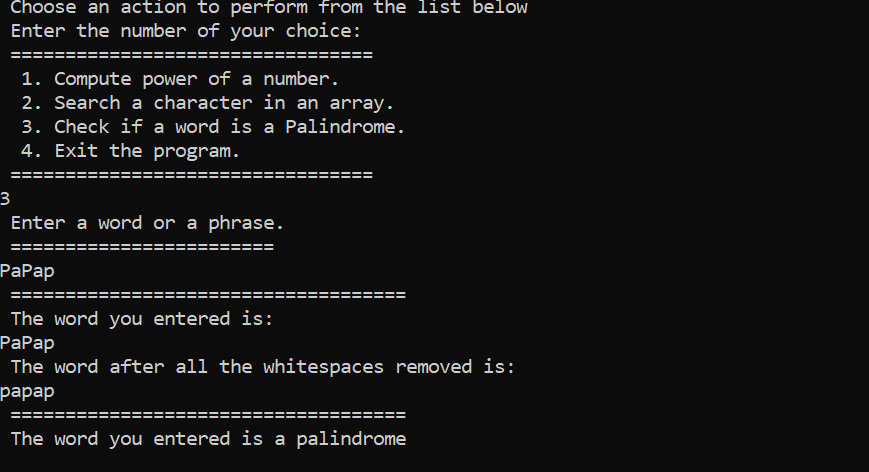 Choose an action to perform from the list below
Enter the number of your choice:
=================================
1. Compute power of a number.
2. Search a character in an array.
3. Check if a word is a Palindrome.
4. Exit the program.
=================================
3
Enter a word or a phrase.
========================
PaPap
====================================
The word you entered is:
PaPap
The word after all the whitespaces removed is:
papap
====================================
The word you entered is a palindrome